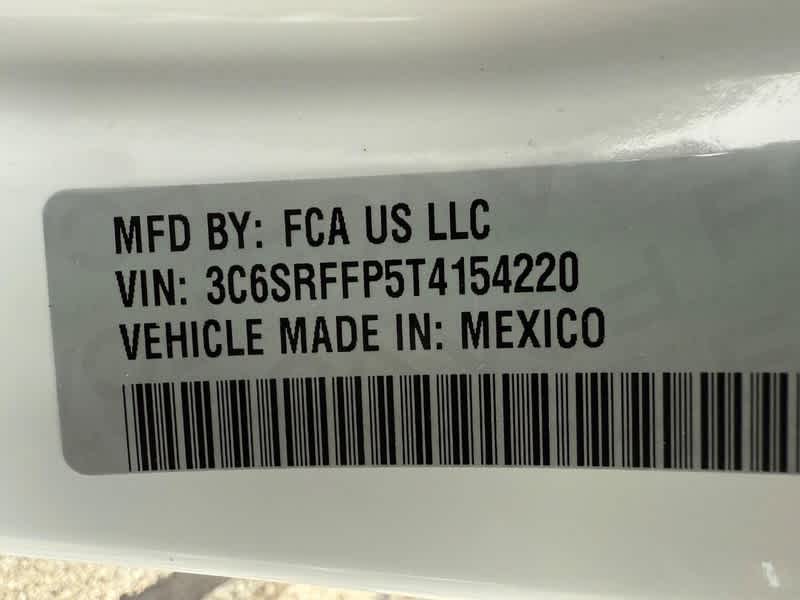 MFD BY: FCA US LLC
VIN: 3C6SRFFP5T4154220
VEHICLE MADE IN: MEXICO